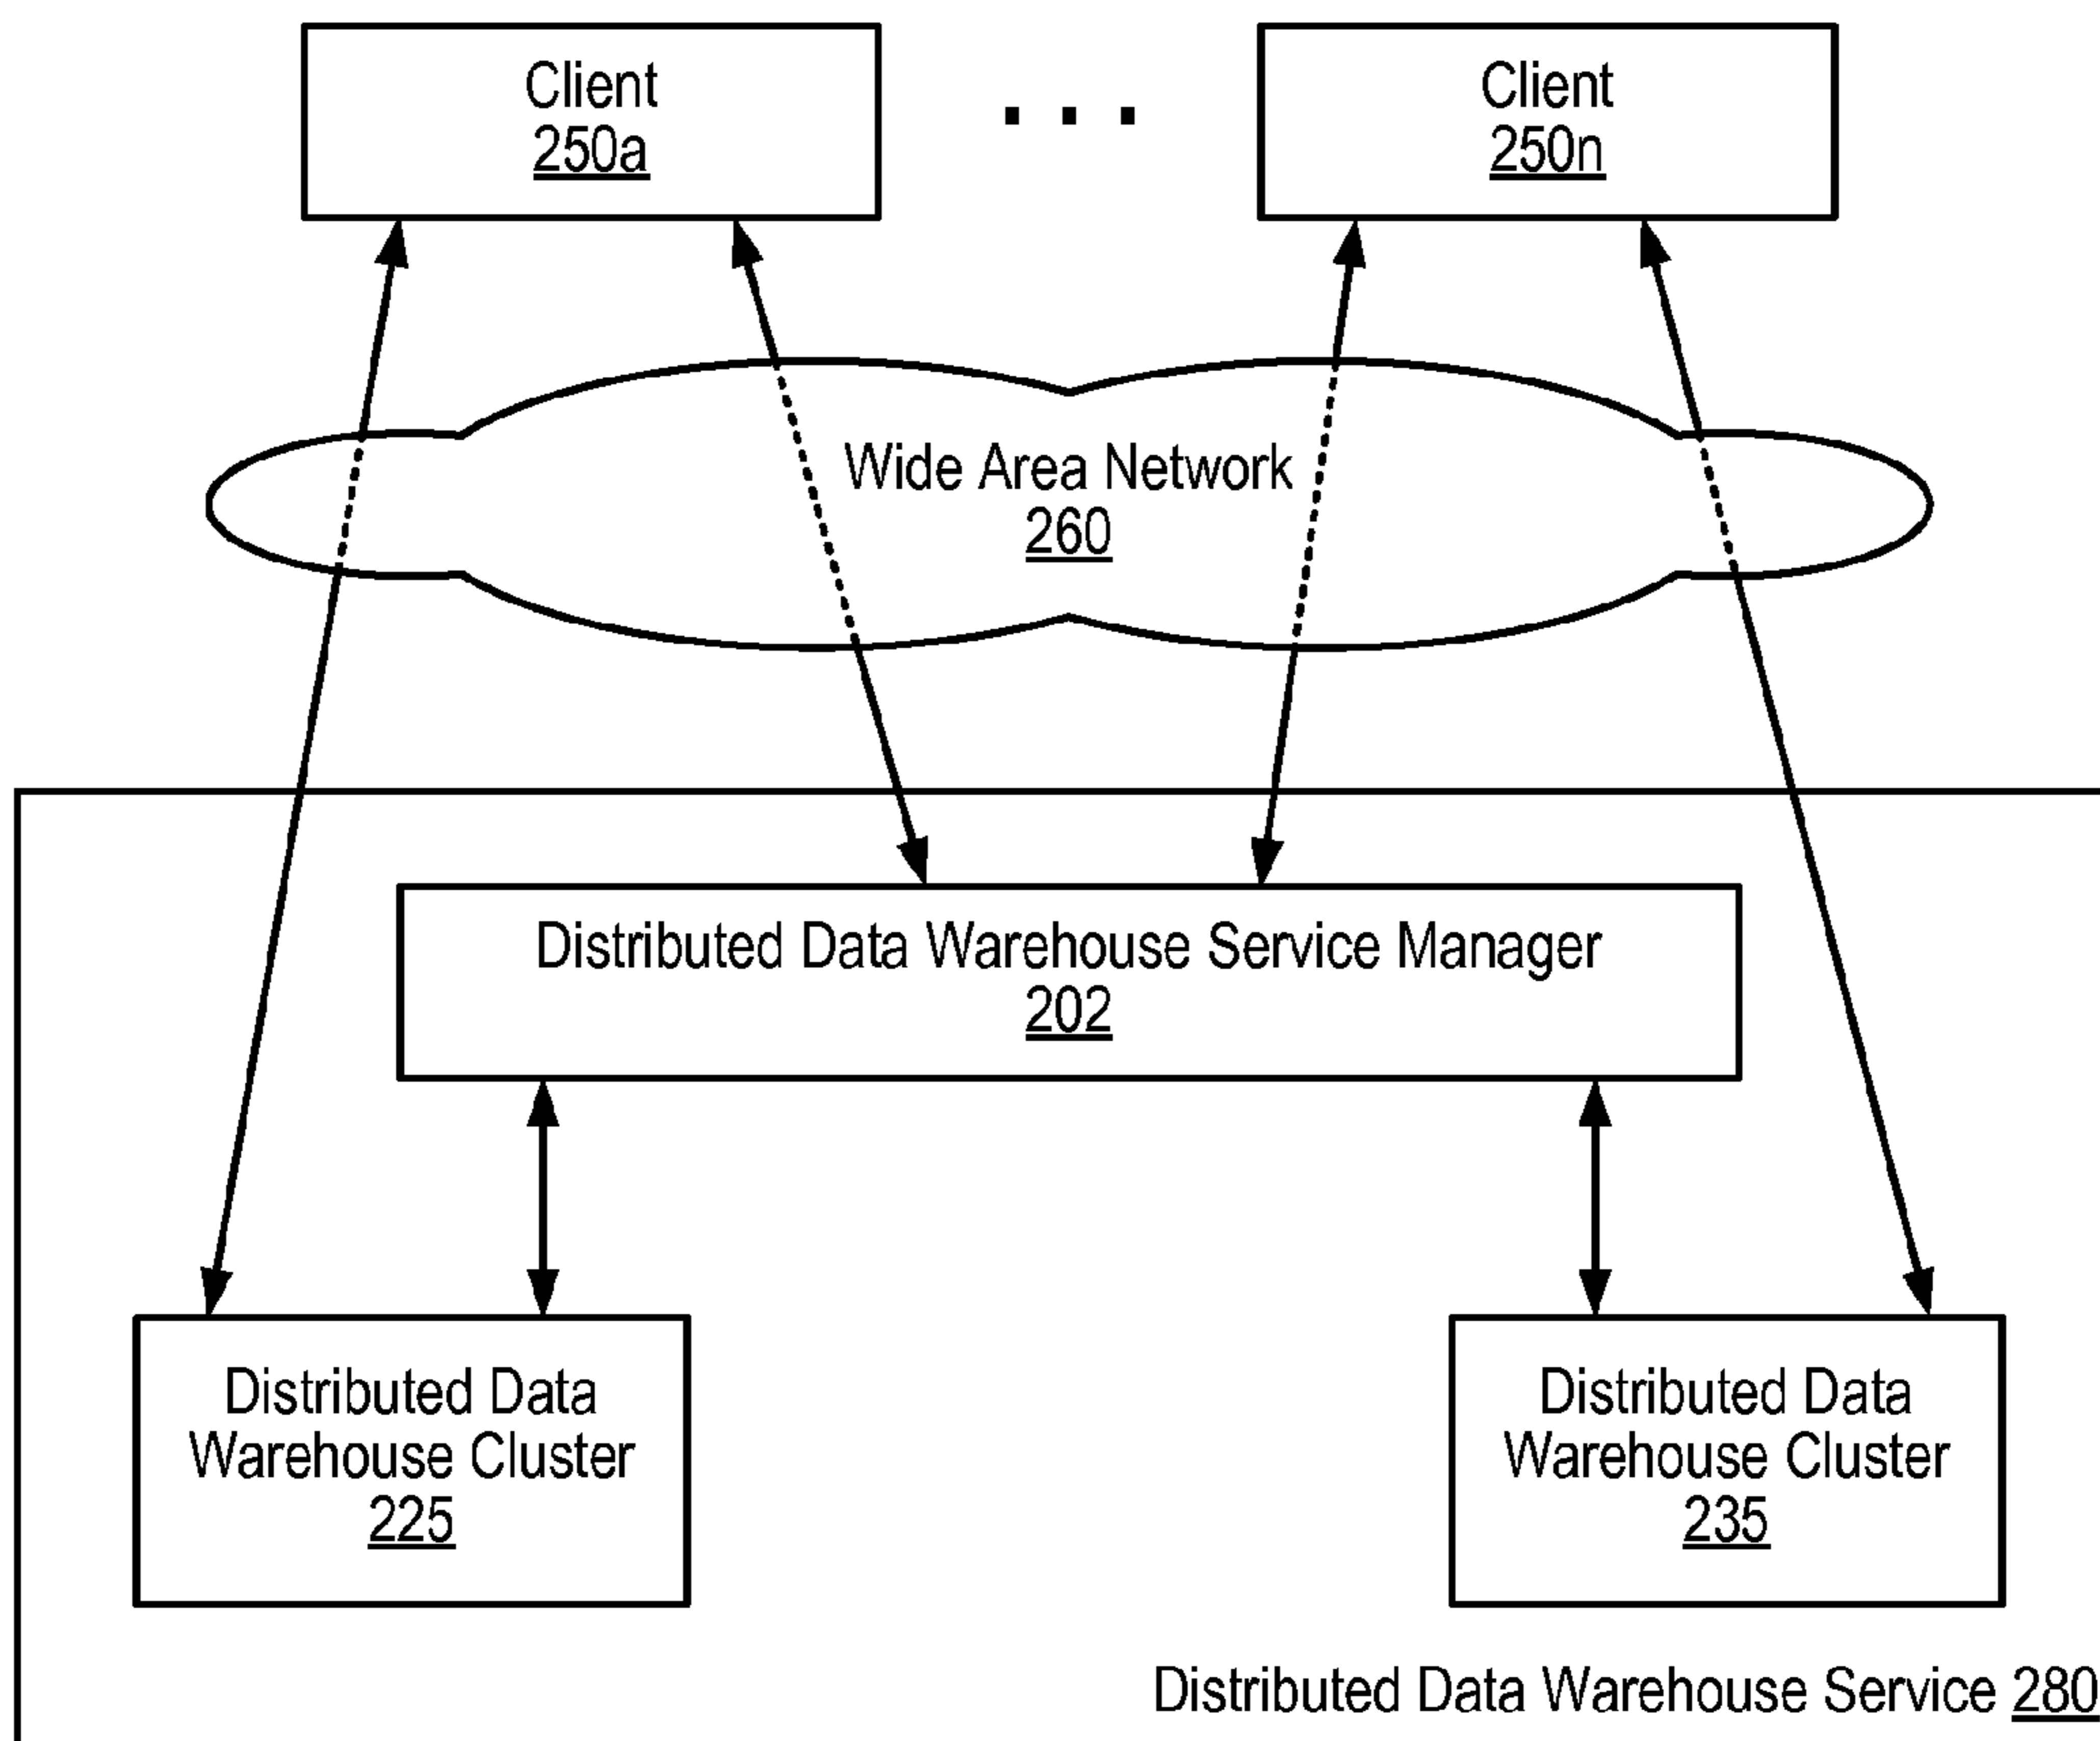 Client
250a
. . .
Client
250n
Wide Area Network
260
Distributed Data Warehouse Service Manager
202
Distributed Data
Warehouse Cluster
225
Distributed Data
Warehouse Cluster
235
Distributed Data Warehouse Service 280